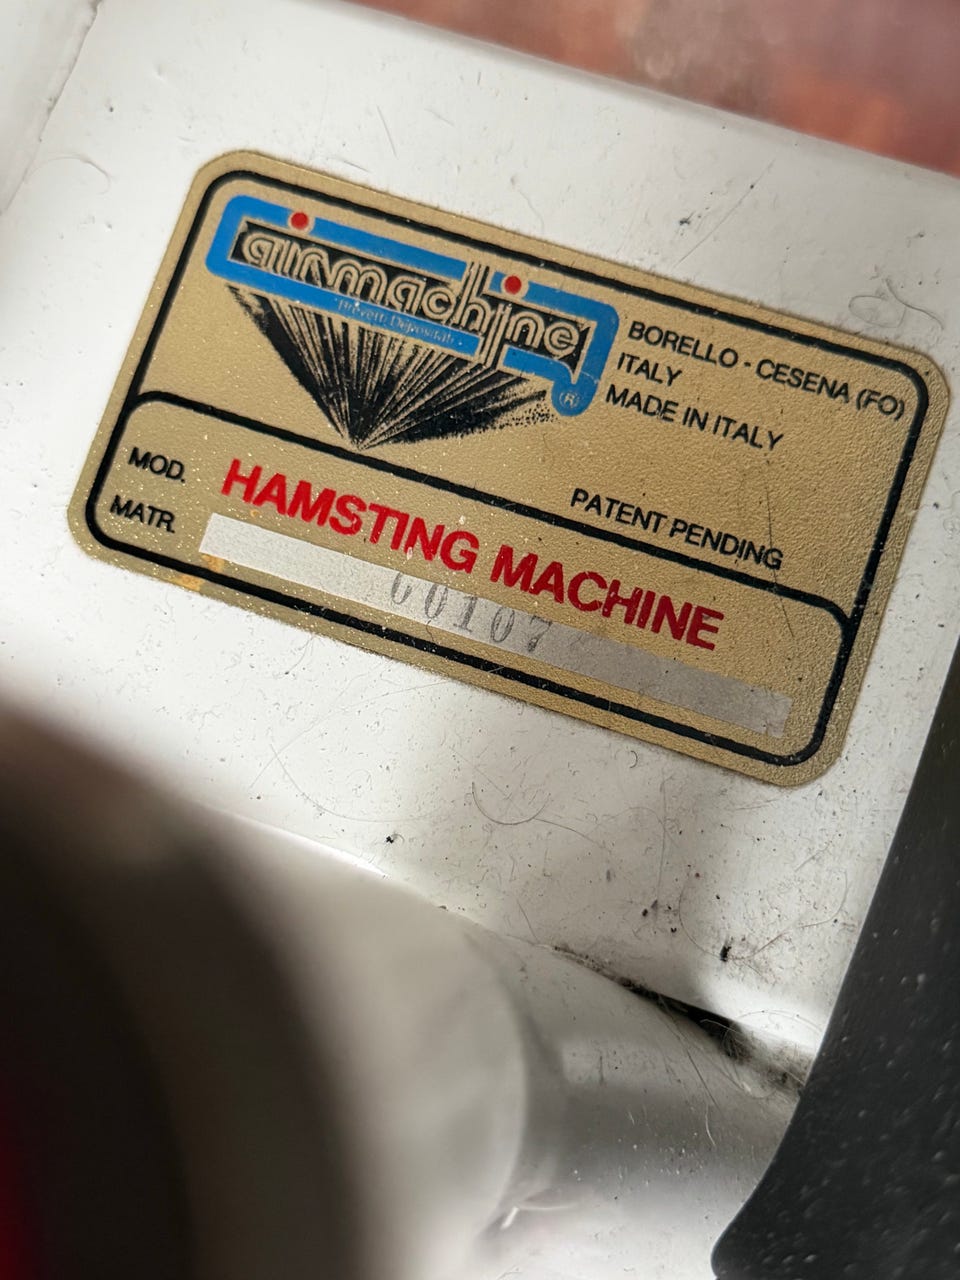 airmachine
Brevetti Depositati
®
BORELLO - CESENA (FO)
ITALY
MADE IN ITALY
PATENT PENDING
MOD. HAMSTING MACHINE
MATR. 00107